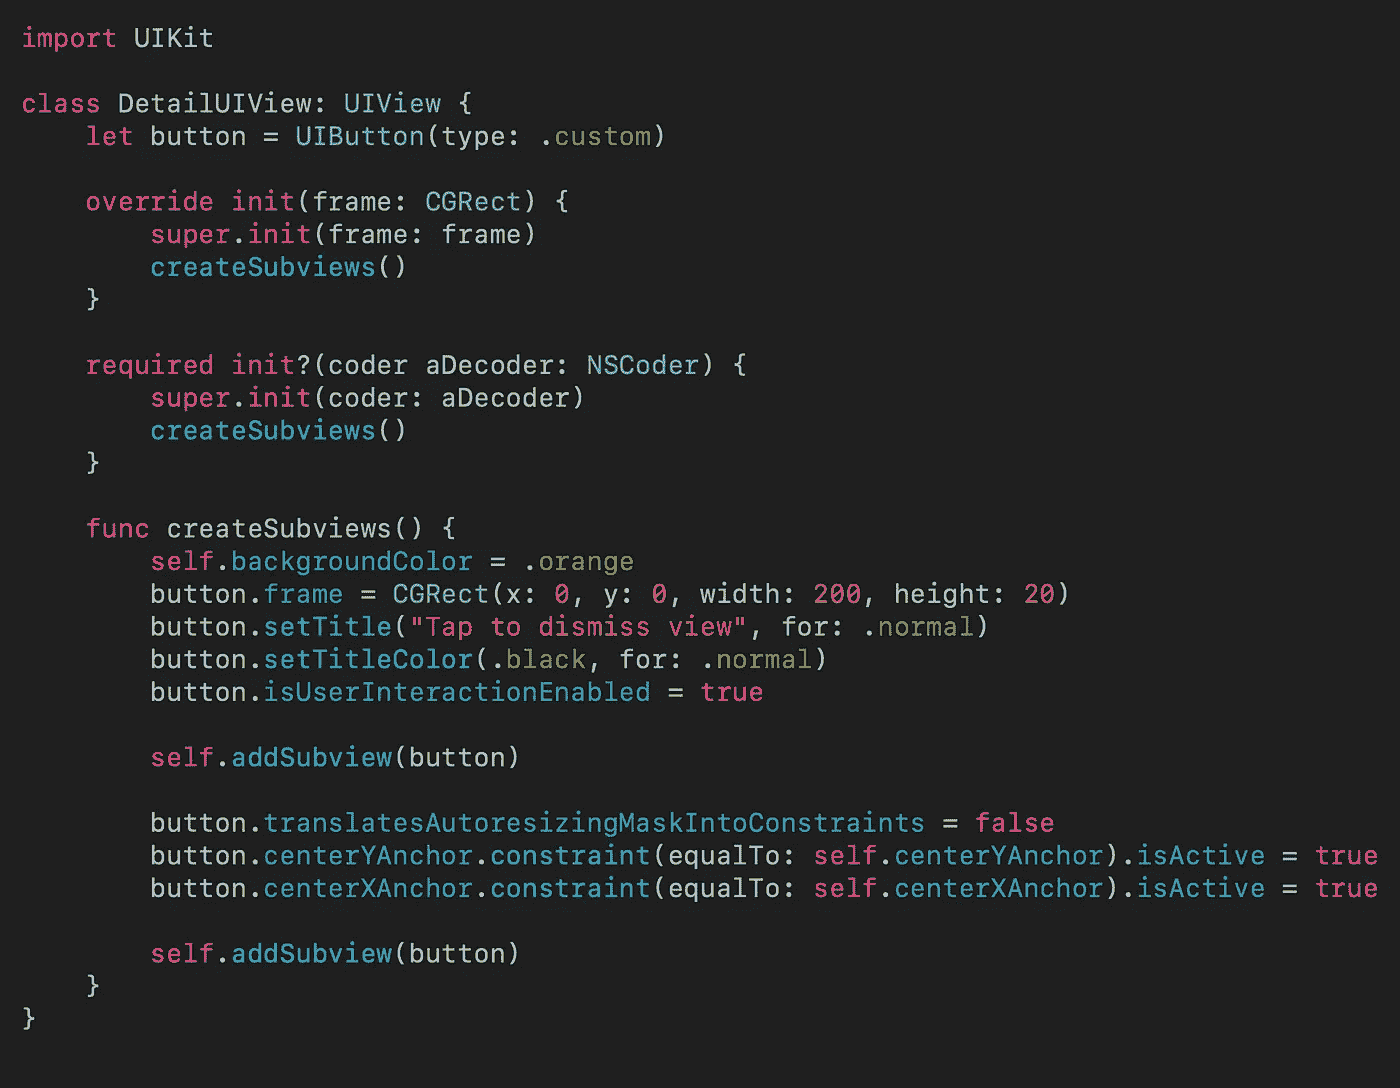 import UIKit
class DetailUIView: UIView {
    let button = UIButton(type: .custom)
    override init(frame: CGRect) {
        super.init(frame: frame)
        createSubviews()
    }
    required init?(coder aDecoder: NSCoder) {
        super.init(coder: aDecoder)
        createSubviews()
    }
    func createSubviews() {
        self.backgroundColor = .orange
        button.frame = CGRect(x: 0, y: 0, width: 200, height: 20)
        button.setTitle("Tap to dismiss view", for: .normal)
        button.setTitleColor(.black, for: .normal)
        button.isUserInteractionEnabled = true
        self.addSubview(button)
        button.translatesAutoresizingMaskIntoConstraints = false
        button.centerYAnchor.constraint(equalTo: self.centerYAnchor).isActive = true
        button.centerXAnchor.constraint(equalTo: self.centerXAnchor).isActive = true
        self.addSubview(button)
    }
}